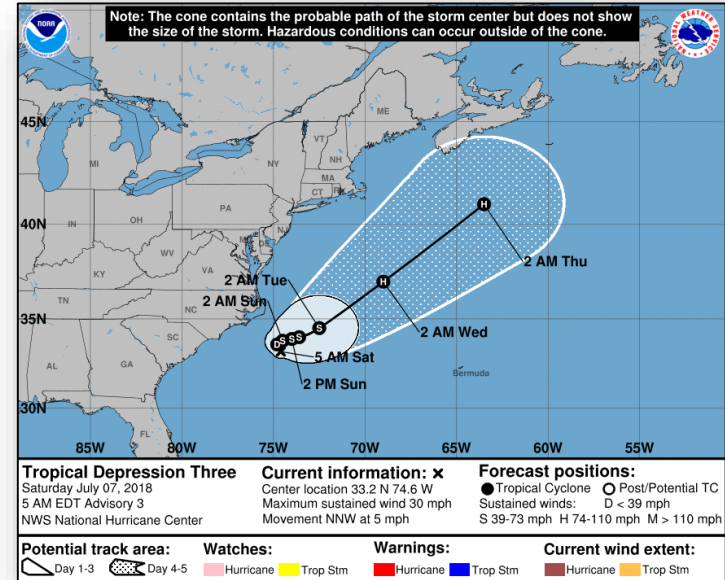 Note: The cone contains the probable path of the storm center but does not show
the size of the storm. Hazardous conditions can occur outside of the cone.
NOAA
NATIONAL WEATHER SERVICE
ME
45N
VT
NH
MI
NY
MA
CT
PA
40N
OH
IN
NJ
DE
WV
2 AM Thu
KY
VA
2 AM Tue
TN
2 AM Sun
NC
35N
2 AM Wed
SC
5 AM Sat
AL
GA
2 PM Sun
Bermuda
30N
FL
85W 80W 75W 70W 65W 60W 55W
H
H
S
D S S S
Tropical Depression Three
Saturday July 07, 2018
5 AM EDT Advisory 3
NWS National Hurricane Center
Current information: ×
Center location 33.2 N 74.6 W
Maximum sustained wind 30 mph
Movement NNW at 5 mph
Forecast positions:
Tropical Cyclone Post/Potential TC
Sustained winds: D < 39 mph
S 39-73 mph H 74-110 mph M > 110 mph
Potential track area:
Day 1-3 Day 4-5
Watches:
Hurricane Trop Stm
Warnings:
Hurricane Trop Stm
Current wind extent:
Hurricane Trop Stm